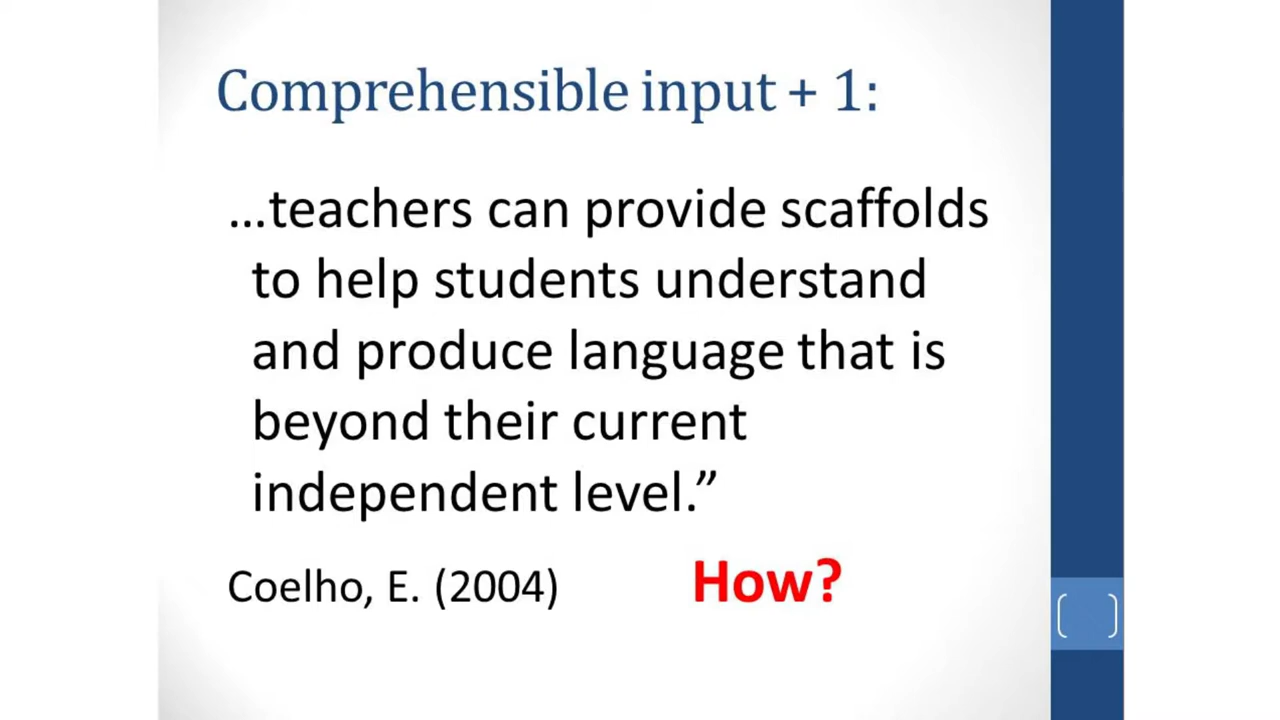 Comprehensible input + 1:
…teachers can provide scaffolds
to help students understand
and produce language that is
beyond their current
independent level.”
Coelho, E. (2004) How?